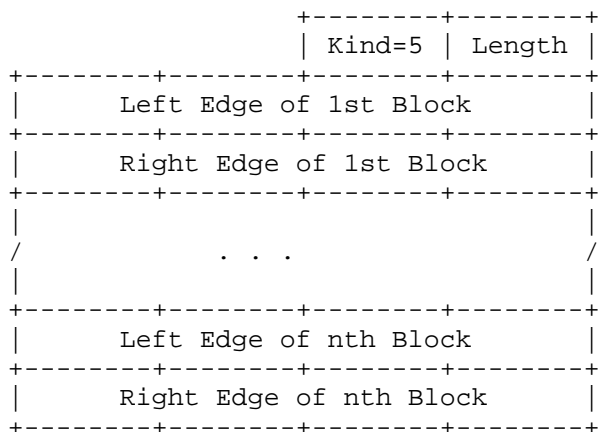 +--------+--------+
                    | Kind=5 | Length |
+--------+--------+--------+--------+
|       Left Edge of 1st Block        |
+--------+--------+--------+--------+
|       Right Edge of 1st Block       |
+--------+--------+--------+--------+
|                                     |
/             . . .                   /
|                                     |
+--------+--------+--------+--------+
|       Left Edge of nth Block        |
+--------+--------+--------+--------+
|       Right Edge of nth Block       |
+--------+--------+--------+--------+